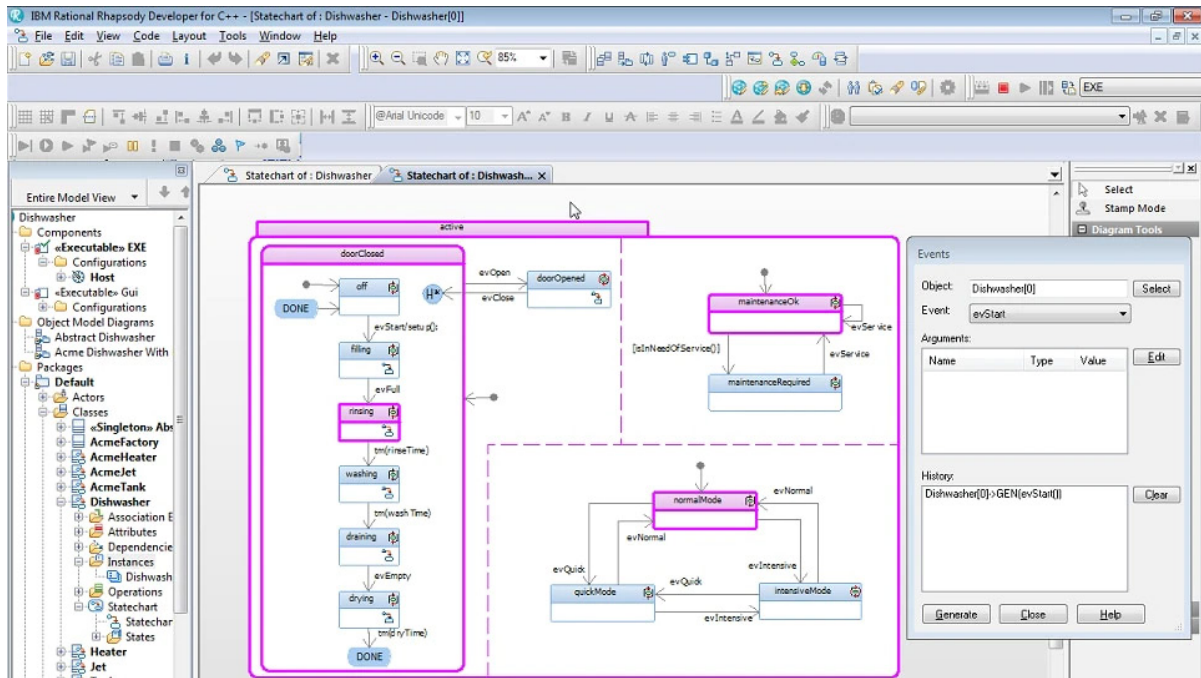 IBM Rational Rhapsody Developer for C++ - [Statechart of : Dishwasher - Dishwasher[0]]
File Edit View Code Layout Tools Window Help
85%
EXE
@Arial Unicode 10
Entire Model View
Statechart of : Dishwasher
Statechart of : Dishwash...
Select
Stamp Mode
Diagram Tools
Dishwasher
Components
«Executable» EXE
Configurations
Host
«Executable» Gui
Configurations
Object Model Diagrams
Abstract Dishwasher
Acme Dishwasher With
Packages
Default
Actors
Classes
«Singleton» Abs
AcmeFactory
AcmeHeater
AcmeJet
AcmeTank
Dishwasher
Association E
Attributes
Dependencie
Instances
Dishwash
Operations
Statechart
Statechar
States
Heater
Jet
active
doorClosed
off
DONE
evStart/setup();
filling
evFull
rinsing
tm(rinseTime)
washing
tm(wash Time)
draining
evEmpty
drying
tm(dryTime)
DONE
H*
evOpen
evClose
doorOpened
maintenanceOk
evService
[isInNeedOfService()]
evService
maintenanceRequired
normalMode
evNormal
evNormal
evQuick
evIntensive
quickMode
evQuick
intensiveMode
evIntensive
Events
Object: Dishwasher[0] Select
Event: evStart
Arguments:
Name Type Value
Edit
History:
Dishwasher[0]->GEN(evStart())
Clear
Generate Close Help